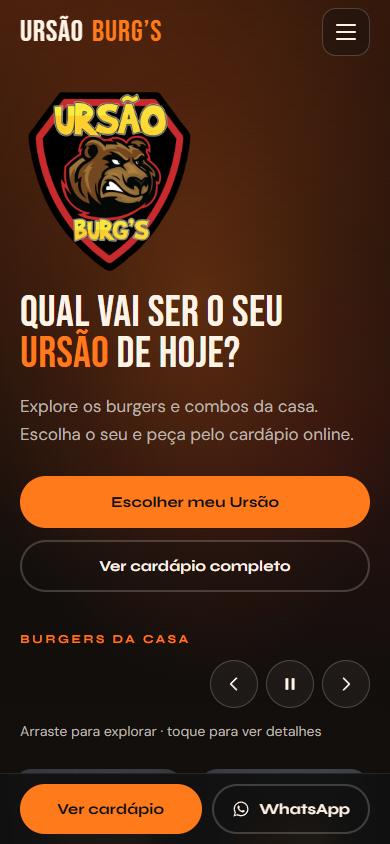 URSÃO BURG'S
URSÃO
BURG'S
QUAL VAI SER O SEU
URSÃO DE HOJE?
Explore os burgers e combos da casa.
Escolha o seu e peça pelo cardápio online.
Escolher meu Ursão
Ver cardápio completo
BURGERS DA CASA
Arraste para explorar · toque para ver detalhes
Ver cardápio
WhatsApp